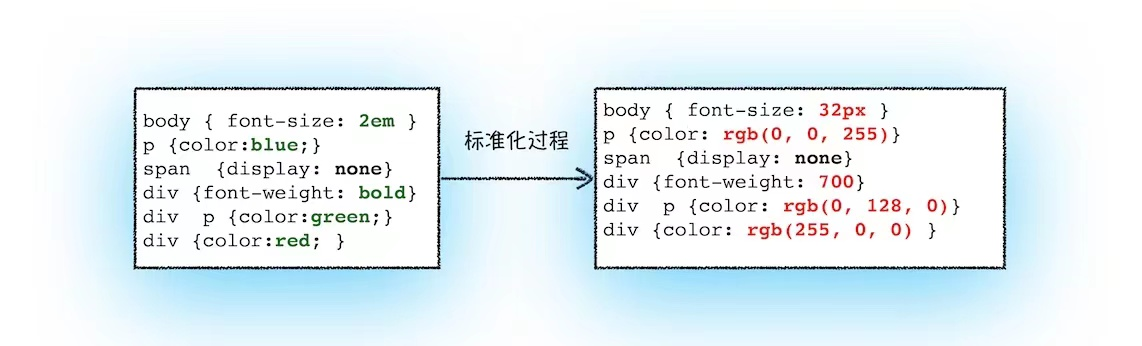 body { font-size: 2em }
p {color:blue;}
span  {display: none}
div {font-weight: bold}
div  p {color:green;}
div {color:red; }
标准化过程
body { font-size: 32px }
p {color: rgb(0, 0, 255)}
span  {display: none}
div {font-weight: 700}
div  p {color: rgb(0, 128, 0)}
div {color: rgb(255, 0, 0) }